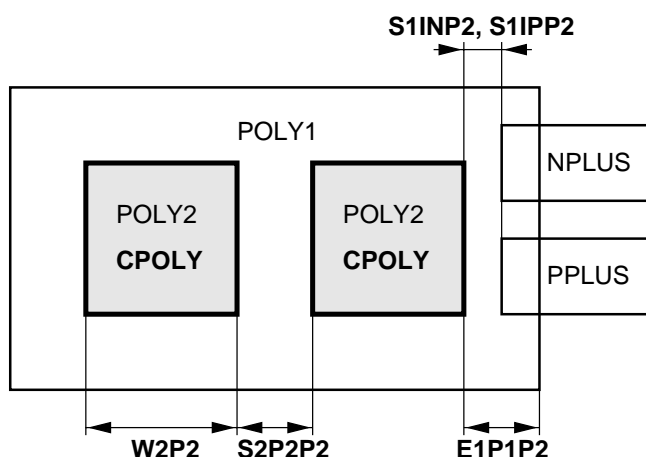 S1INP2, S1IPP2
POLY1
NPLUS
POLY2
CPOLY
POLY2
CPOLY
PPLUS
W2P2 S2P2P2 E1P1P2